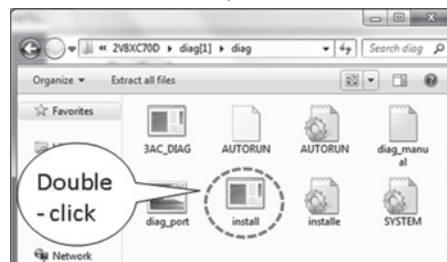 « 2V8XC70D ▸ diag[1] ▸ diag
Search diag
Organize ▾ Extract all files
Favorites
3AC_DIAG
AUTORUN
AUTORUN
diag_manu
al
Double
- click
diag_port
install
installe
SYSTEM
Network